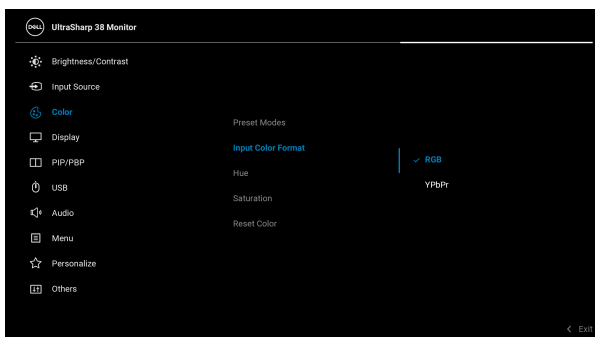 DELL UltraSharp 38 Monitor
Brightness/Contrast
Input Source
Color
Display
PIP/PBP
USB
Audio
Menu
Personalize
Others
Preset Modes
Input Color Format
Hue
Saturation
Reset Color
RGB
YPbPr
Exit